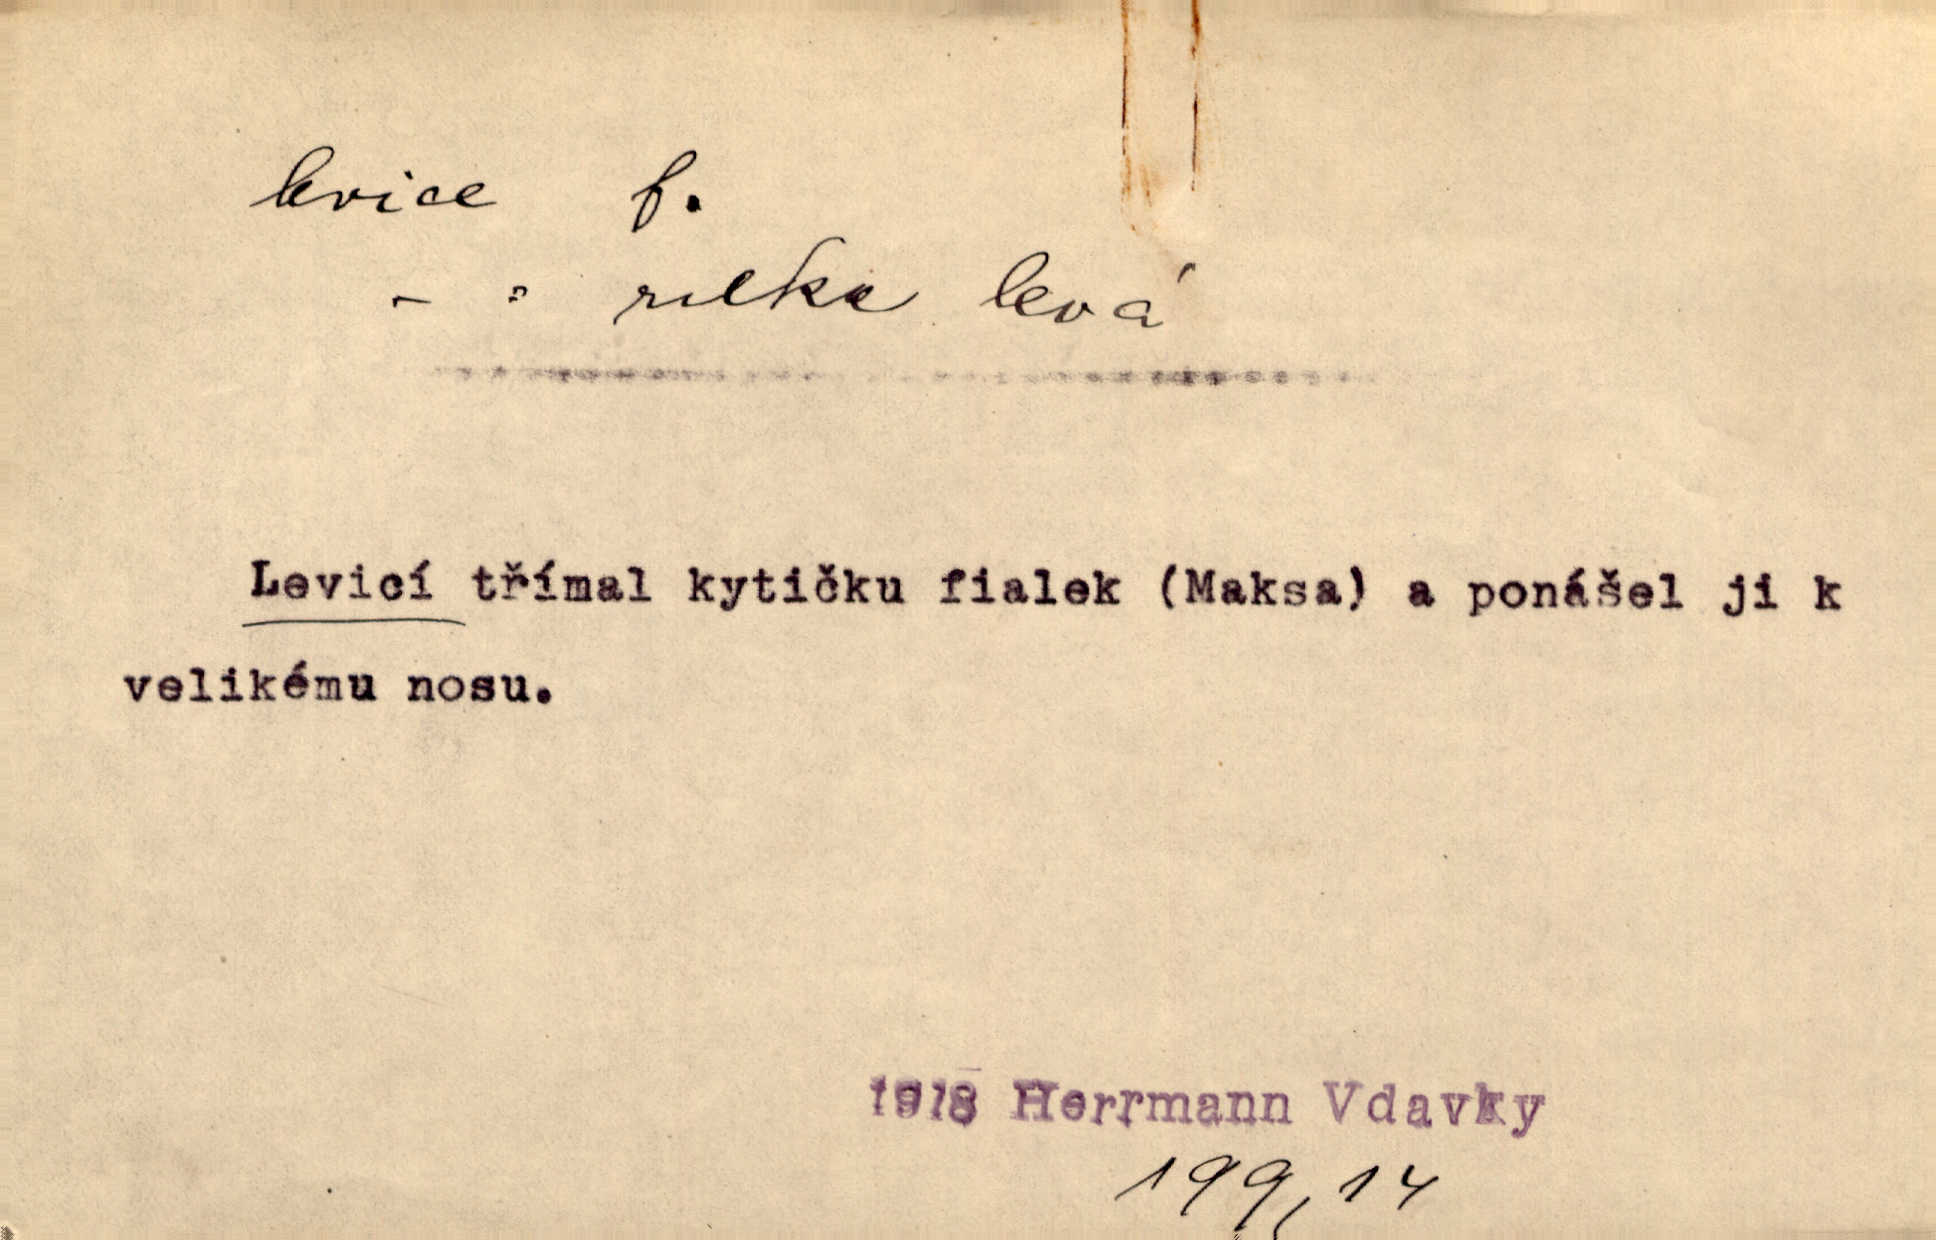 levice f.
- = ruka levá
Levicí třímal kytičku fialek (Maksa) a ponášel ji k
velikému nosu.
1918 Herrmann Vdavky
199, 14